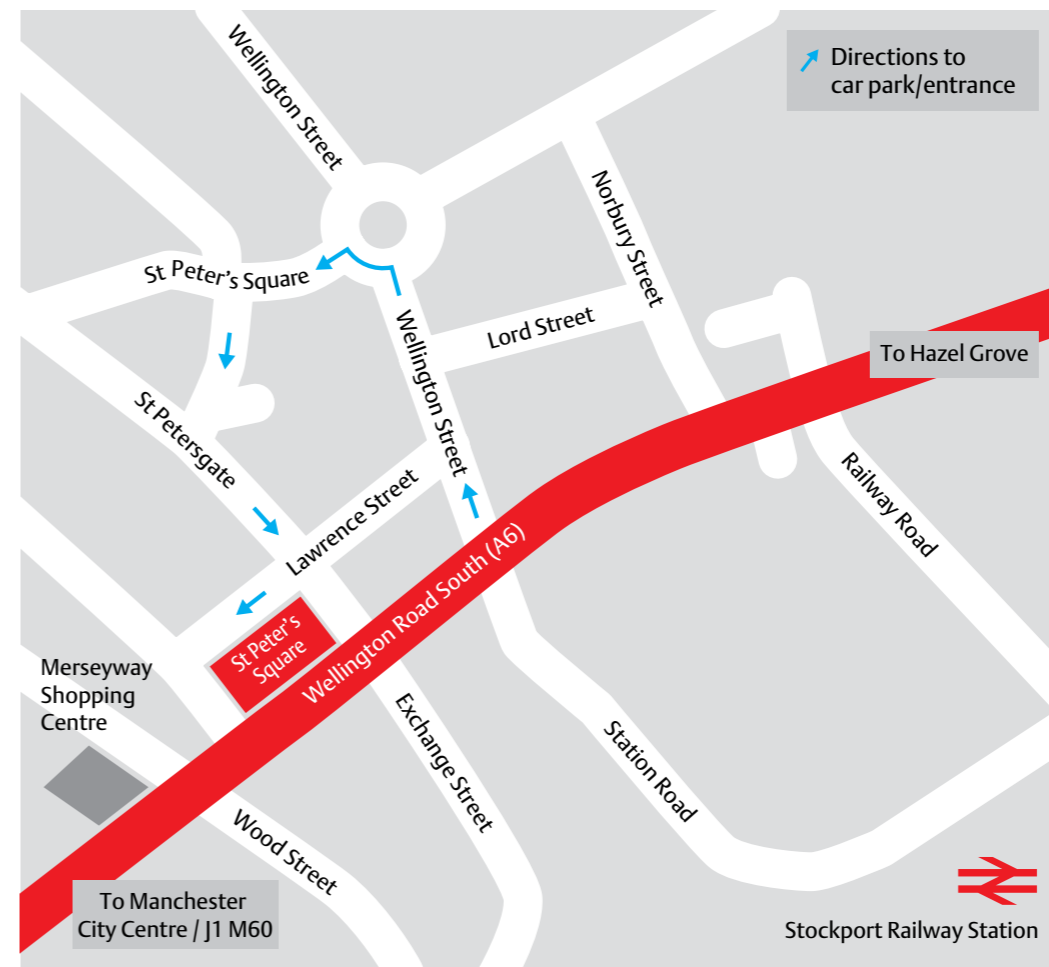 Wellington Street
Directions to
car park/entrance
Norbury Street
St Peter's Square
Lord Street
Wellington Street
To Hazel Grove
St Petersgate
Lawrence Street
Railway Road
Wellington Road South (A6)
St Peter's
Square
Merseyway
Shopping
Centre
Exchange Street
Station Road
Wood Street
To Manchester
City Centre / J1 M60
Stockport Railway Station